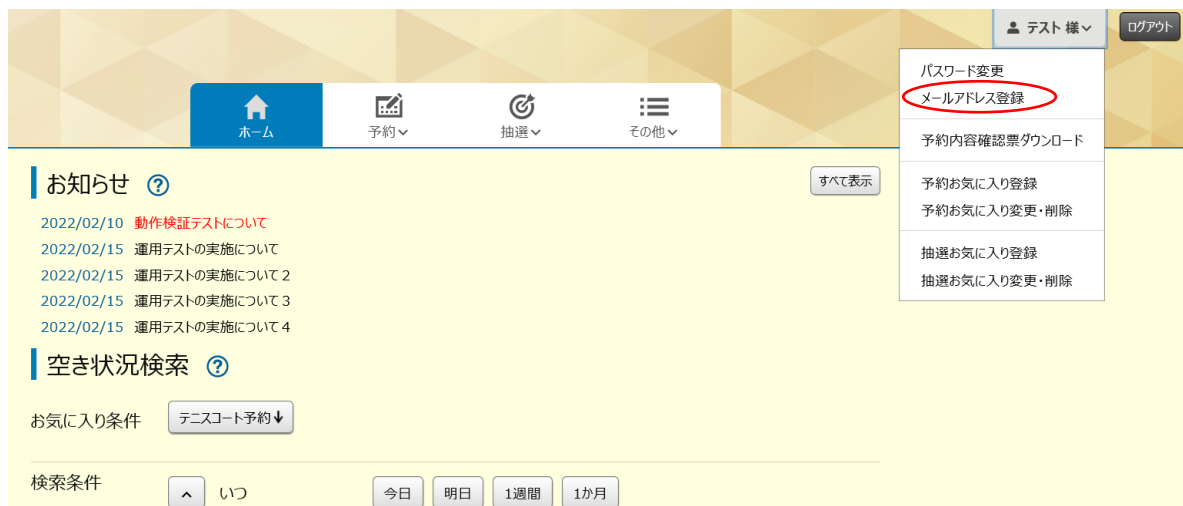 テスト 様
ログアウト
パスワード変更
メールアドレス登録
予約内容確認票ダウンロード
予約お気に入り登録
予約お気に入り変更・削除
抽選お気に入り登録
抽選お気に入り変更・削除
ホーム
予約
抽選
その他
お知らせ ?
すべて表示
2022/02/10 動作検証テストについて
2022/02/15 運用テストの実施について
2022/02/15 運用テストの実施について2
2022/02/15 運用テストの実施について3
2022/02/15 運用テストの実施について4
空き状況検索 ?
お気に入り条件 テニスコート予約
検索条件
いつ 今日 明日 1週間 1か月